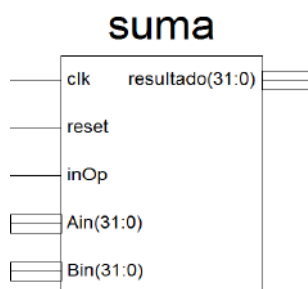 suma
clk resultado(31:0)
reset
inOp
Ain(31:0)
Bin(31:0)